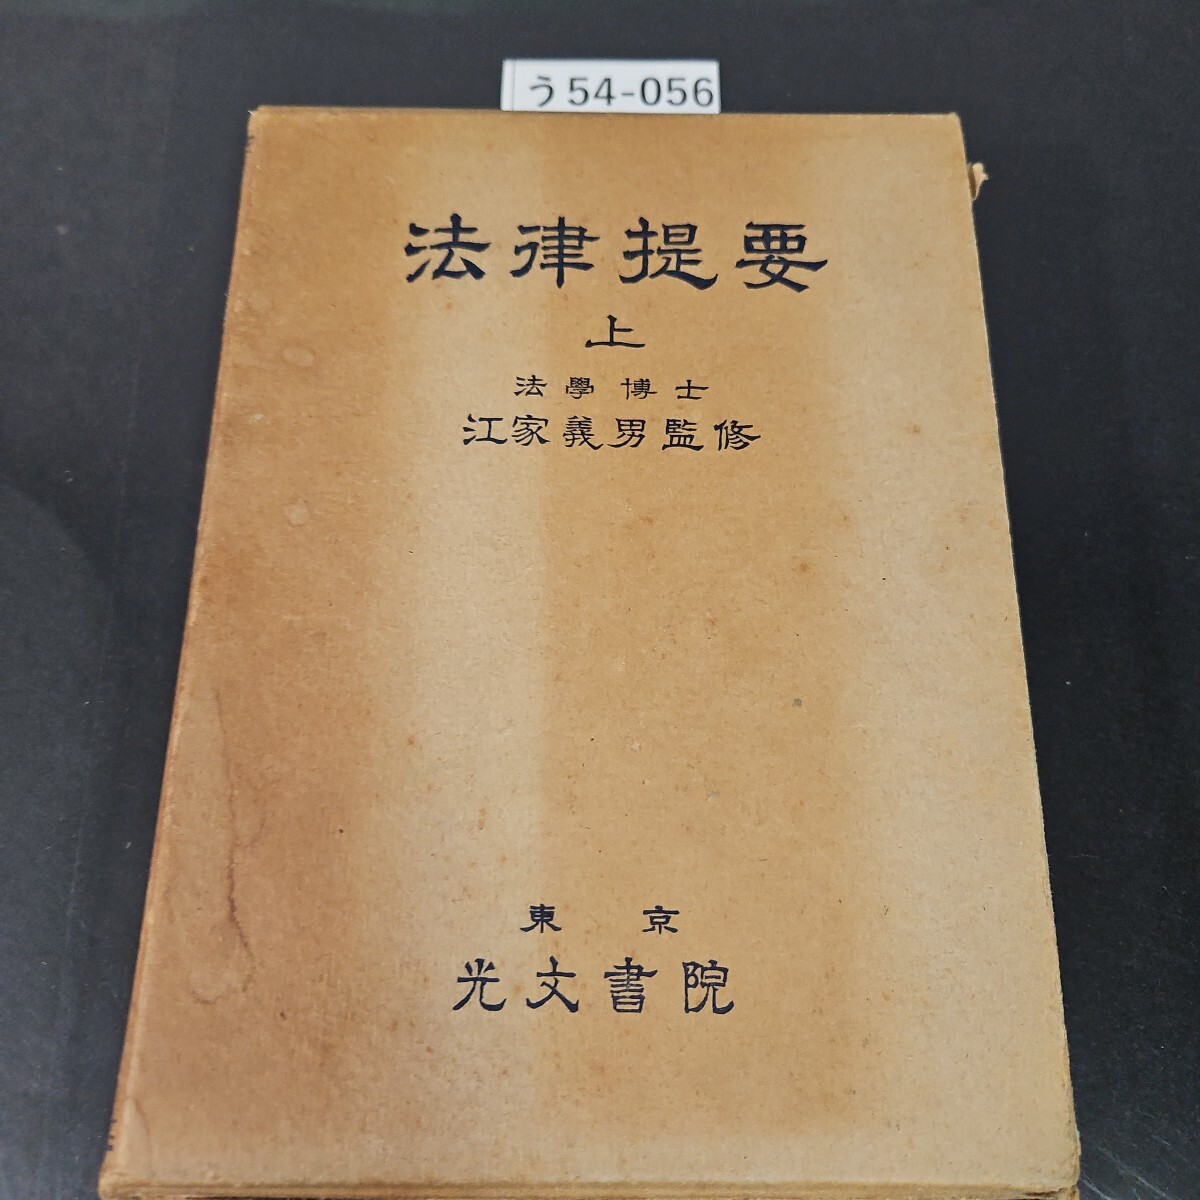 う54-056
法律提要
上
法學博士
江家義男監修
東京
光文書院